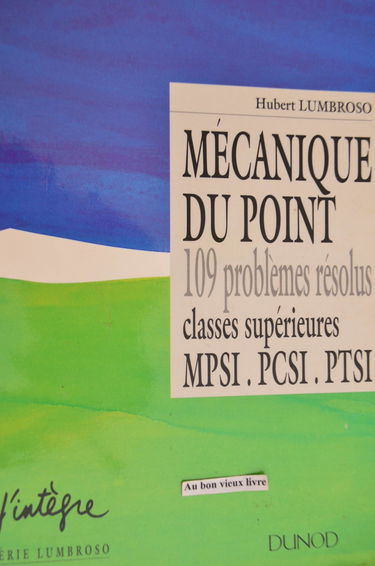 Hubert LUMBROSO
MÉCANIQUE
DU POINT
109 problèmes résolus
classes supérieures
MPSI . PCSI . PTSI
Au bon vieux livre
j'intègre
ÉRIE LUMBROSO
DUNOD